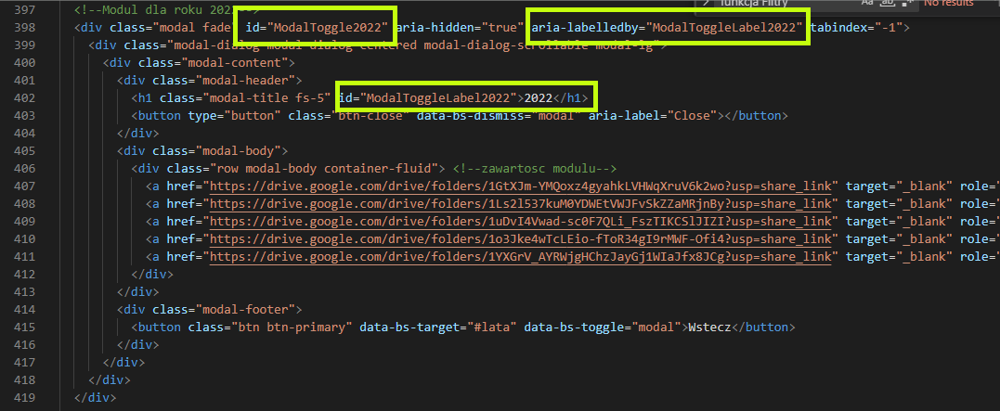 Funkcja Filtry Aa ab .* No results
397 <!--Modul dla roku 2022-->
398 <div class="modal fade" id="ModalToggle2022" aria-hidden="true" aria-labelledby="ModalToggleLabel2022" tabindex="-1">
399 <div class="modal-dialog modal-dialog-centered modal-dialog-scrollable modal-lg">
400 <div class="modal-content">
401 <div class="modal-header">
402 <h1 class="modal-title fs-5" id="ModalToggleLabel2022">2022</h1>
403 <button type="button" class="btn-close" data-bs-dismiss="modal" aria-label="Close"></button>
404 </div>
405 <div class="modal-body">
406 <div class="row modal-body container-fluid"> <!--zawartosc modulu-->
407 <a href="https://drive.google.com/drive/folders/1GtXJm-YMQoxz4gyahkLVHWqXruV6k2wo?usp=share_link" target="_blank" role="
408 <a href="https://drive.google.com/drive/folders/1Ls2l537kuM0YDWEtVWJFvSkZZaMRjnBy?usp=share_link" target="_blank" role="
409 <a href="https://drive.google.com/drive/folders/1uDvI4Vwad-sc0F7QLi_FszTIKCSlJIZI?usp=share_link" target="_blank" role="
410 <a href="https://drive.google.com/drive/folders/1o3Jke4wTcLEio-fToR34gI9rMWF-Ofi4?usp=share_link" target="_blank" role="
411 <a href="https://drive.google.com/drive/folders/1YXGrV_AYRWjgHChzJayGj1WIaJfx8JCg?usp=share_link" target="_blank" role="
412 </div>
413 </div>
414 <div class="modal-footer">
415 <button class="btn btn-primary" data-bs-target="#lata" data-bs-toggle="modal">Wstecz</button>
416 </div>
417 </div>
418 </div>
419 </div>